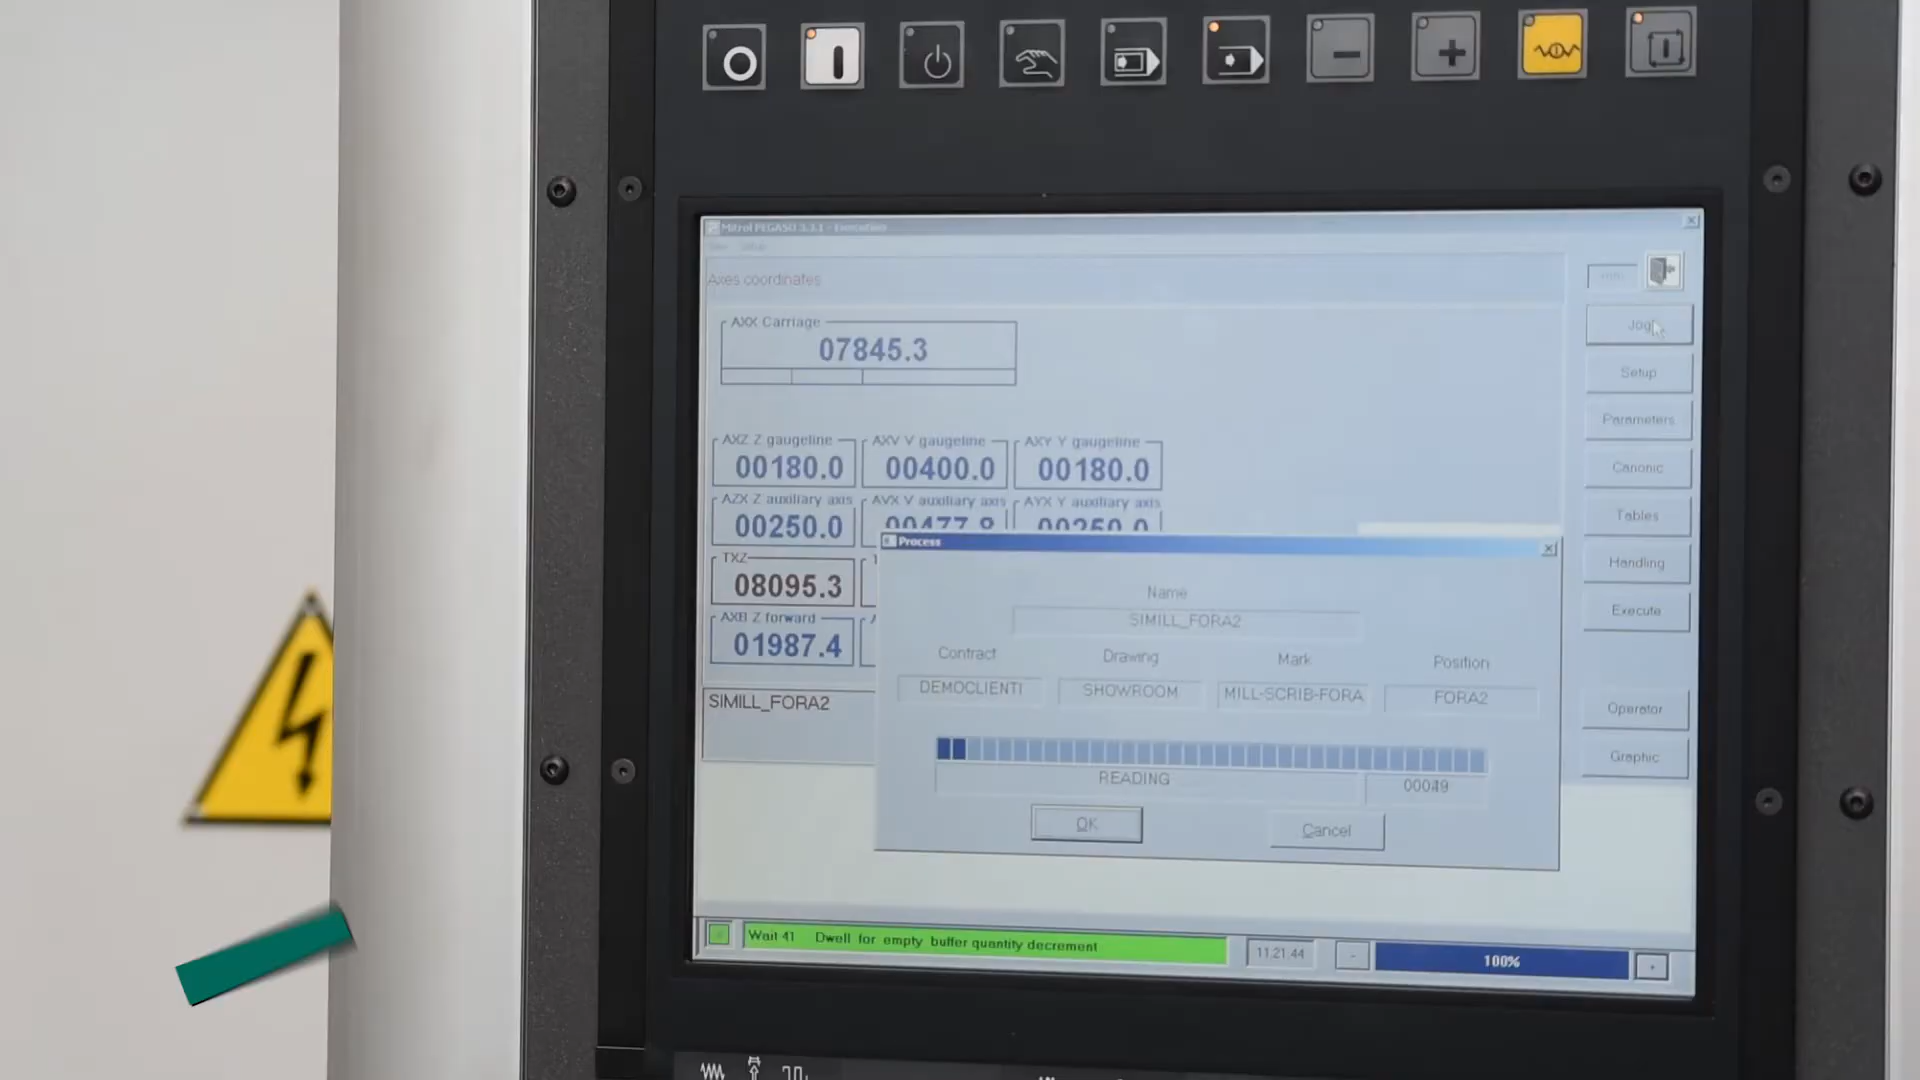 Mitrol PEGASO 3.3.1 - Execution
Axes coordinates
AXX Carriage
07845.3
AXZ Z gaugeline
AXV V gaugeline
AXY Y gaugeline
00180.0
00400.0
00180.0
AZX Z auxiliary axis
AVX V auxiliary axis
AYX Y auxiliary axis
00250.0
00477.8
00250.0
TXZ
08095.3
AXB Z forward
01987.4
SIMILL_FORA2
Process
Name
SIMILL_FORA2
Contract
Drawing
Mark
Position
DEMOCLIENTI
SHOWROOM
MILL-SCRIB-FORA
FORA2
READING
OK
Cancel
Jog
Setup
Parameters
Canonic
Tables
Handling
Execute
Operator
Graphic
Wait 41 Dwell for empty buffer quantity decrement
11:21:44
-
100%
+